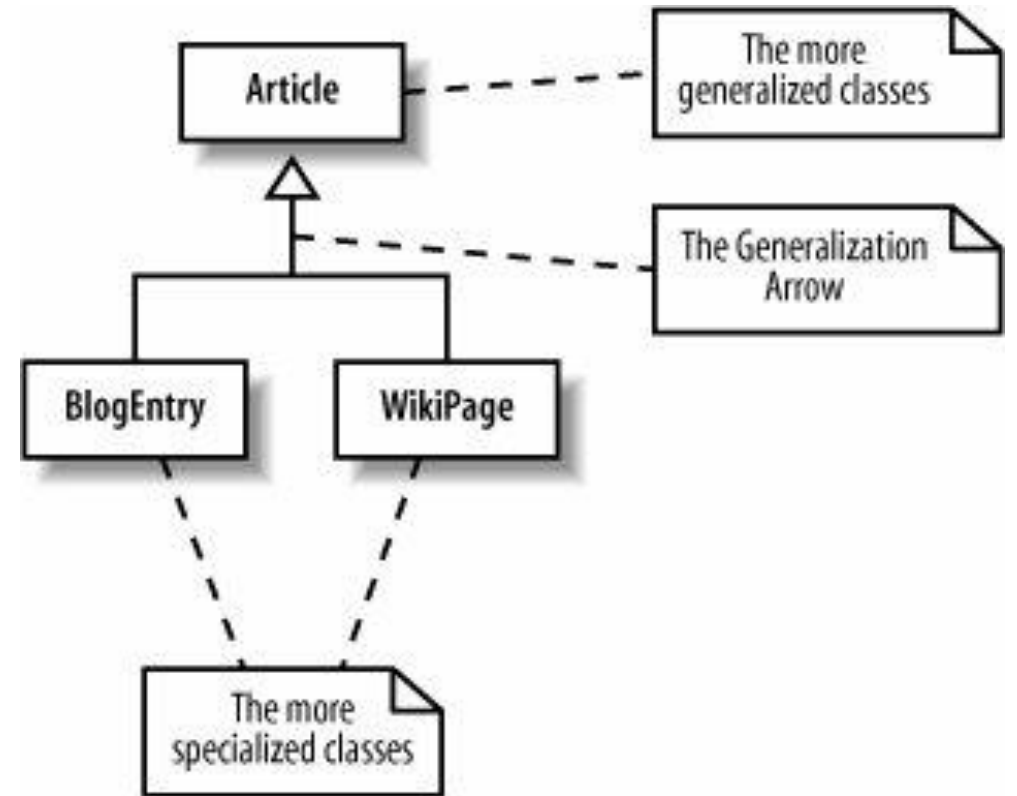 Article
The more
generalized classes
The Generalization
Arrow
BlogEntry
WikiPage
The more
specialized classes